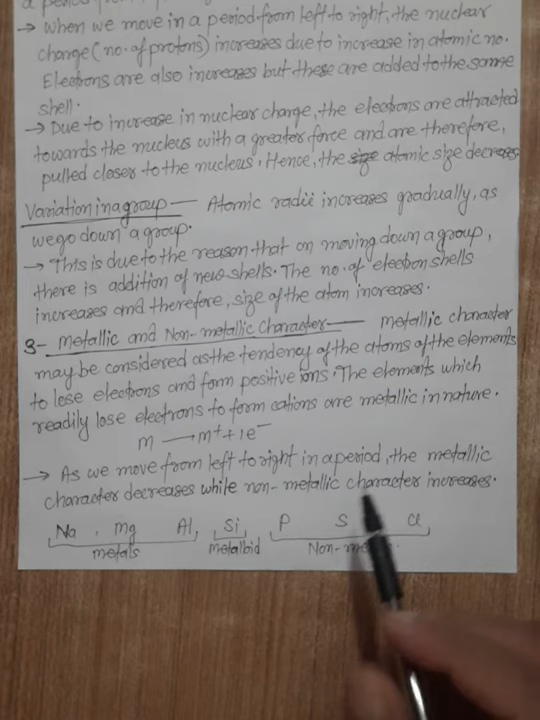 a period
→ When we move in a period from left to right, the nuclear
charge (no. of protons) increases due to increase in atomic no.
Electrons are also increases but these are added to the same
shell.
→ Due to increase in nuclear charge, the electrons are attracted
towards the nucleus with a greater force and are therefore,
pulled closer to the nucleus. Hence, the size atomic size decreases
Variation in a group — Atomic radii increases gradually, as
we go down a group.
→ This is due to the reason that on moving down a group,
there is addition of new shells. The no. of electron shells
increases and therefore, size of the atom increases.
3- Metallic and Non-metallic Character — Metallic character
may be considered as the tendency of the atoms of the elements
to lose electrons and form positive ions. The elements which
readily lose electrons to form cations are metallic in nature.
m → m⁺ + 1e⁻
→ As we move from left to right in a period, the metallic
character decreases while non-metallic character increases.
Na , Mg Al, Si P S Cl
metals metalloid Non-me